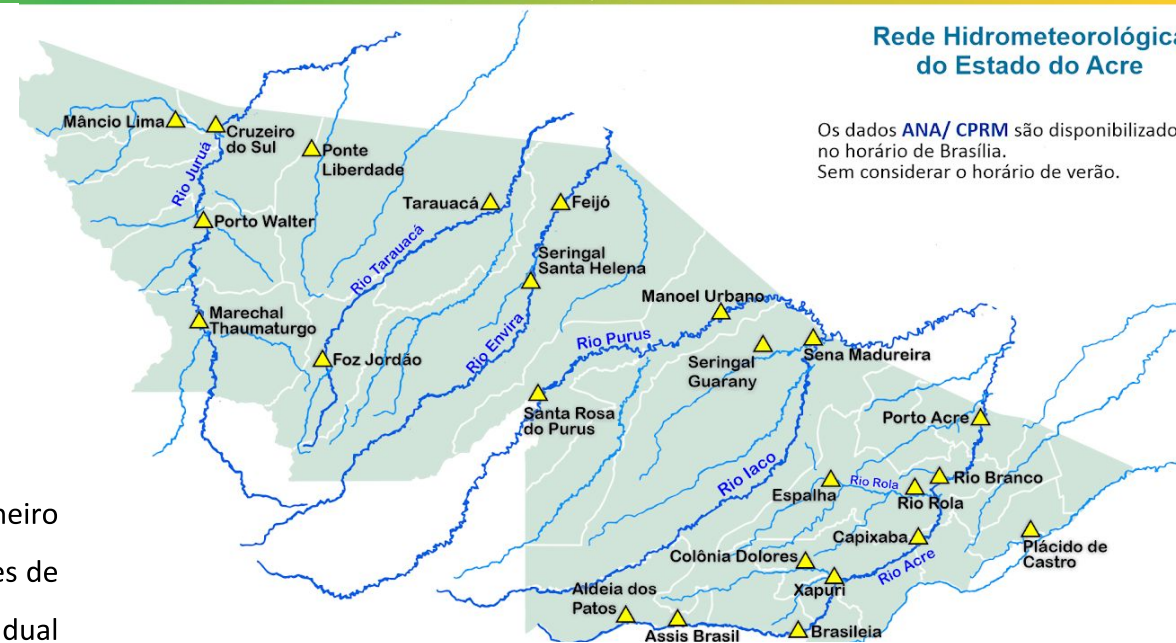 Rede Hidrometeorológica
do Estado do Acre
Os dados ANA/ CPRM são disponibilizado
no horário de Brasília.
Sem considerar o horário de verão.
Mâncio Lima
Cruzeiro
do Sul
Ponte
Liberdade
Rio Juruá
Porto Walter
Tarauacá
Feijó
Rio Tarauacá
Seringal
Santa Helena
Marechal
Thaumaturgo
Foz Jordão
Rio Envira
Manoel Urbano
Rio Purus
Seringal
Guarany
Sena Madureira
Santa Rosa
do Purus
Porto Acre
Rio Iaco
Espalha
Rio Rola
Rio Rola
Rio Branco
Capixaba
Plácido de
Castro
Colônia Dolores
Rio Acre
Xapuri
Aldeia dos
Patos
Assis Brasil
Brasileia
neiro
es de
dual